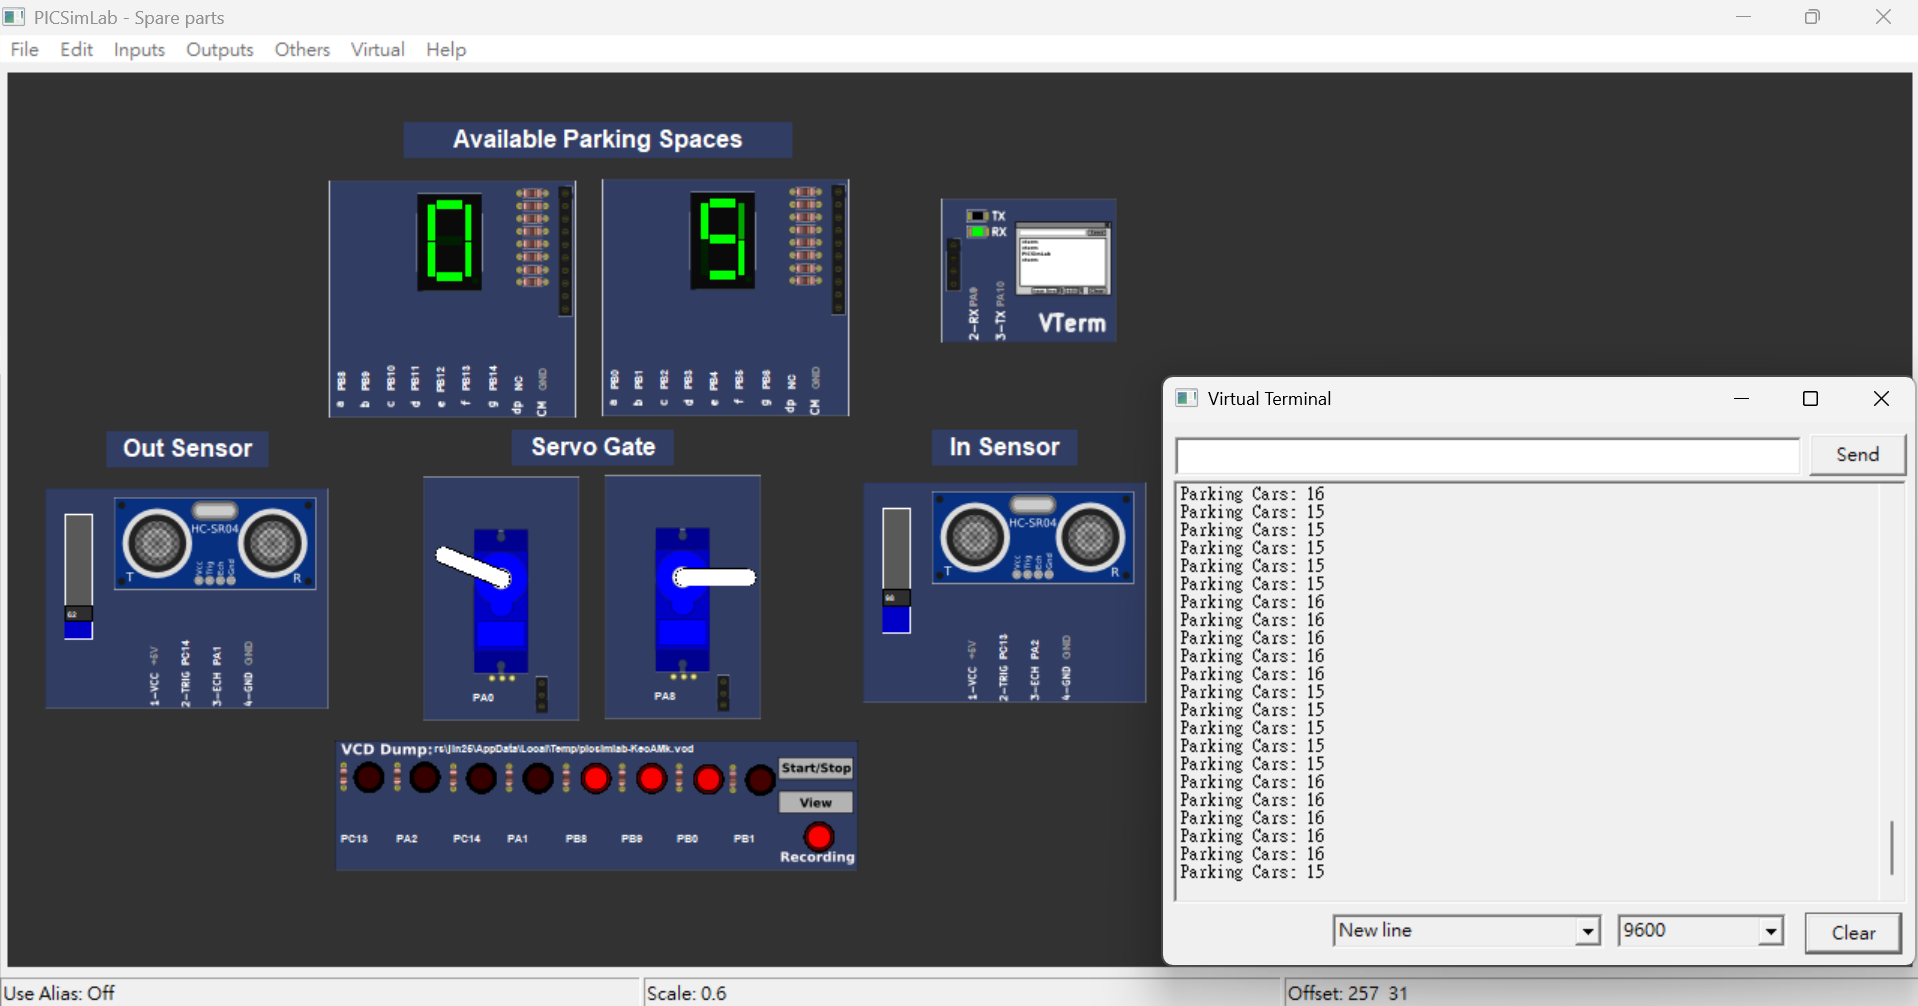 PICSimLab - Spare parts
File Edit Inputs Outputs Others Virtual Help
Available Parking Spaces
0 5
TX
RX
2-RX PA9
3-TX PA10
VTerm
a PB8
b PB9
c PB10
d PB11
e PB12
f PB13
g PB14
dp NC
CM GND
a PB0
b PB1
c PB2
d PB3
e PB4
f PB5
g PB6
dp NC
CM GND
Out Sensor
Servo Gate
In Sensor
HC-SR04
Vcc
Trig
Ech
Gnd
T R
62
1-VCC +5V
2-TRIG PC14
3-ECH PA1
4-GND GND
PA0
PA8
HC-SR04
Vcc
Trig
Ech
Gnd
T R
1-VCC +5V
2-TRIG PC13
3-ECH PA2
4-GND GND
VCD Dump:
Start/Stop
View
PC13 PA2 PC14 PA1 PB8 PB9 PB0 PB1
Recording
Virtual Terminal
Send
Parking Cars: 16
Parking Cars: 15
Parking Cars: 15
Parking Cars: 15
Parking Cars: 15
Parking Cars: 15
Parking Cars: 16
Parking Cars: 16
Parking Cars: 16
Parking Cars: 16
Parking Cars: 16
Parking Cars: 15
Parking Cars: 15
Parking Cars: 15
Parking Cars: 15
Parking Cars: 15
Parking Cars: 16
Parking Cars: 16
Parking Cars: 16
Parking Cars: 16
Parking Cars: 16
Parking Cars: 15
New line
9600
Clear
Use Alias: Off
Scale: 0.6
Offset: 257 31